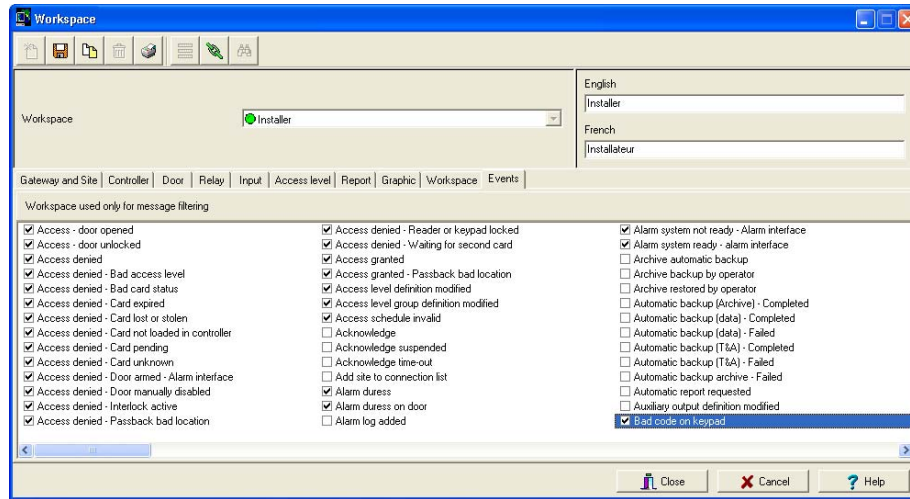 Workspace
English
Installer
Workspace
Installer
French
Installateur
Gateway and Site Controller Door Relay Input Access level Report Graphic Workspace Events
Workspace used only for message filtering
Access - door opened
Access - door unlocked
Access denied
Access denied - Bad access level
Access denied - Bad card status
Access denied - Card expired
Access denied - Card lost or stolen
Access denied - Card not loaded in controller
Access denied - Card pending
Access denied - Card unknown
Access denied - Door armed - Alarm interface
Access denied - Door manually disabled
Access denied - Interlock active
Access denied - Passback bad location
Access denied - Reader or keypad locked
Access denied - Waiting for second card
Access granted
Access granted - Passback bad location
Access level definition modified
Access level group definition modified
Access schedule invalid
Acknowledge
Acknowledge suspended
Acknowledge time-out
Add site to connection list
Alarm duress
Alarm duress on door
Alarm log added
Alarm system not ready - Alarm interface
Alarm system ready - alarm interface
Archive automatic backup
Archive backup by operator
Archive restored by operator
Automatic backup (Archive) - Completed
Automatic backup (data) - Completed
Automatic backup (data) - Failed
Automatic backup (T&A) - Completed
Automatic backup (T&A) - Failed
Automatic backup archive - Failed
Automatic report requested
Auxiliary output definition modified
Bad code on keypad
Close Cancel Help